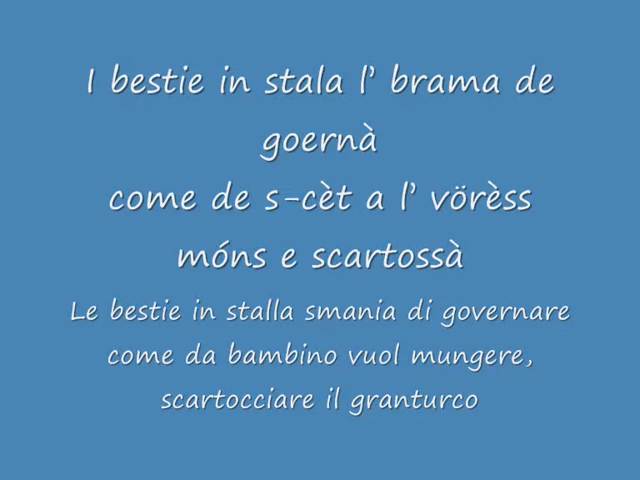 I bestie in stala l' brama de
goernà
come de s-cèt a l' vörèss
móns e scartossà
Le bestie in stalla smania di governare
come da bambino vuol mungere,
scartocciare il granturco